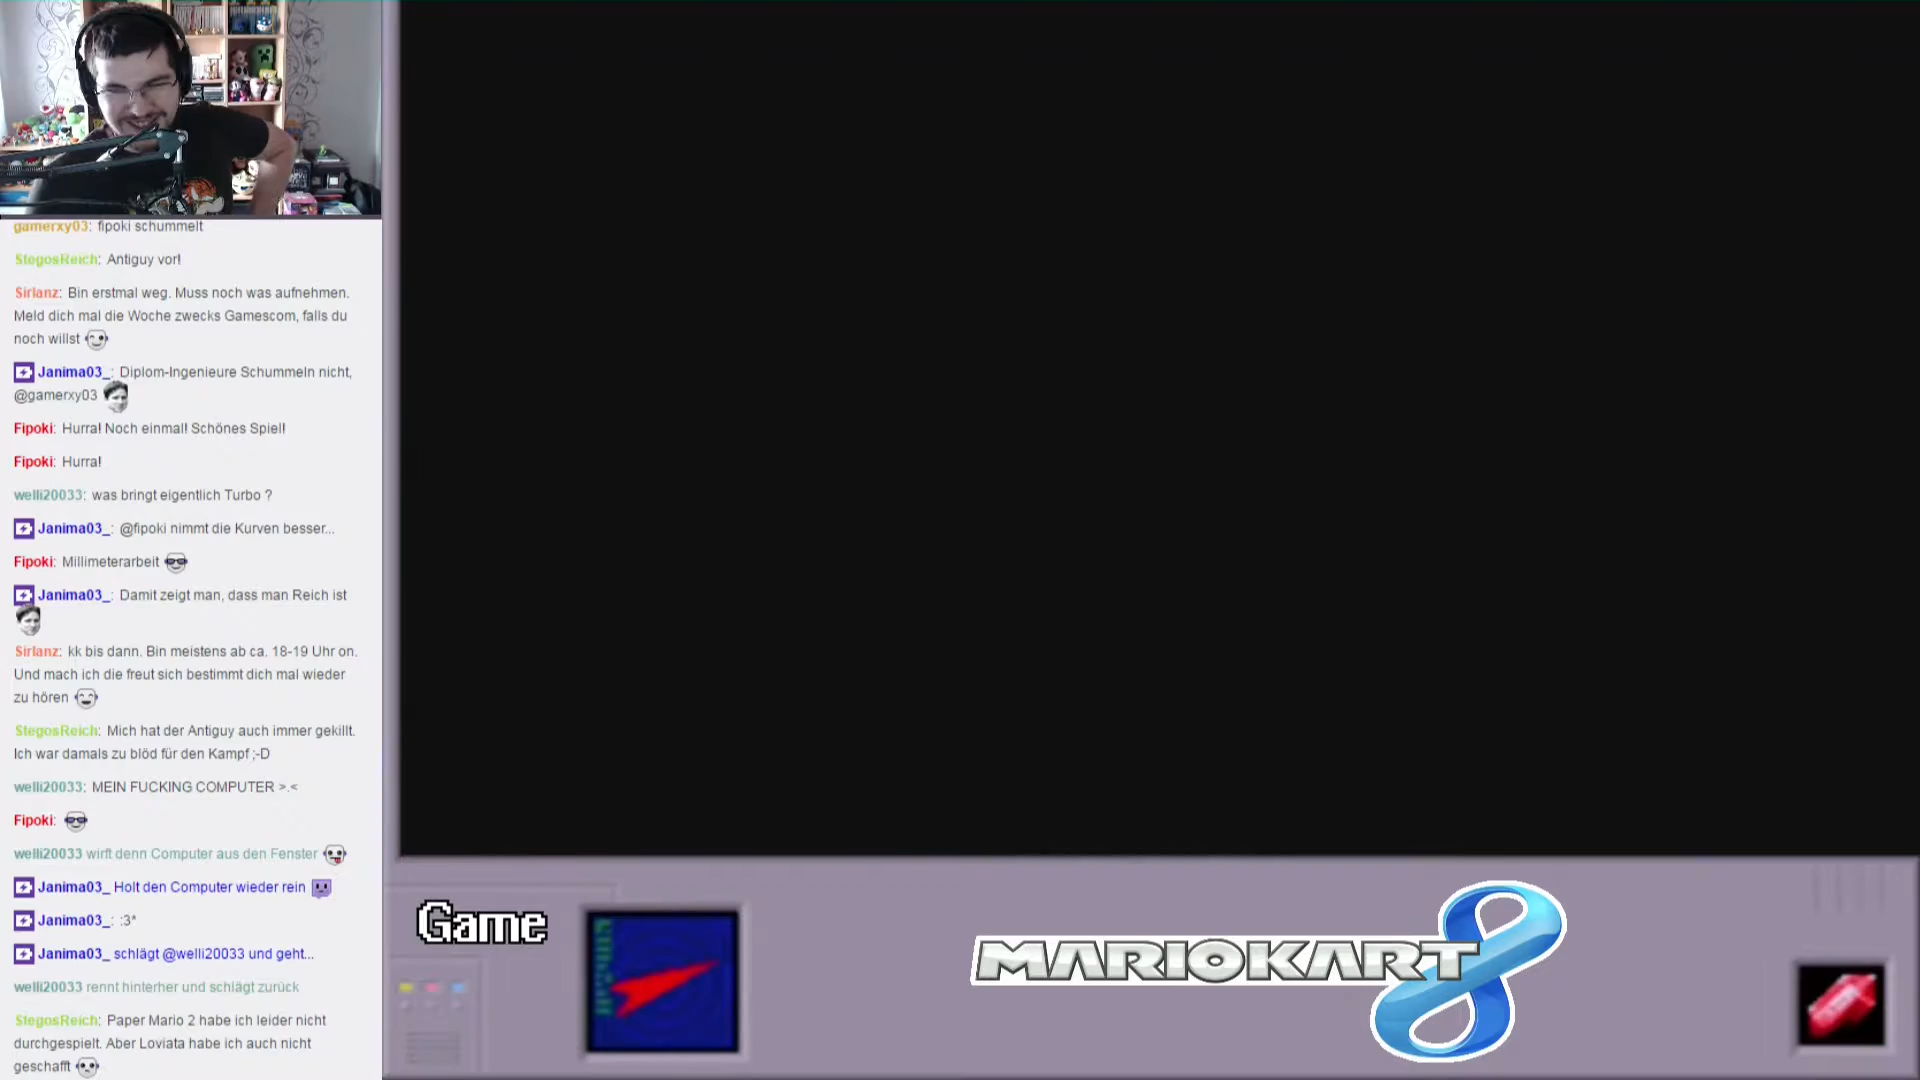 gamerxy03: fipoki schummelt
StegosReich: Antiguy vor!
Sirlanz: Bin erstmal weg. Muss noch was aufnehmen.
Meld dich mal die Woche zwecks Gamescom, falls du
noch willst
Janima03_: Diplom-Ingenieure Schummeln nicht,
@gamerxy03
Fipoki: Hurra! Noch einmal! Schönes Spiel!
Fipoki: Hurra!
welli20033: was bringt eigentlich Turbo ?
Janima03_: @fipoki nimmt die Kurven besser...
Fipoki: Millimeterarbeit
Janima03_: Damit zeigt man, dass man Reich ist
Sirlanz: kk bis dann. Bin meistens ab ca. 18-19 Uhr on.
Und mach ich die freut sich bestimmt dich mal wieder
zu hören
StegosReich: Mich hat der Antiguy auch immer gekillt.
Ich war damals zu blöd für den Kampf ;-D
welli20033: MEIN FUCKING COMPUTER >.<
Fipoki:
welli20033 wirft denn Computer aus den Fenster
Janima03_ Holt den Computer wieder rein
Janima03_: :3*
Janima03_ schlägt @welli20033 und geht...
welli20033 rennt hinterher und schlägt zurück
StegosReich: Paper Mario 2 habe ich leider nicht
durchgespielt. Aber Loviata habe ich auch nicht
geschafft
Game
MARIOKART 8